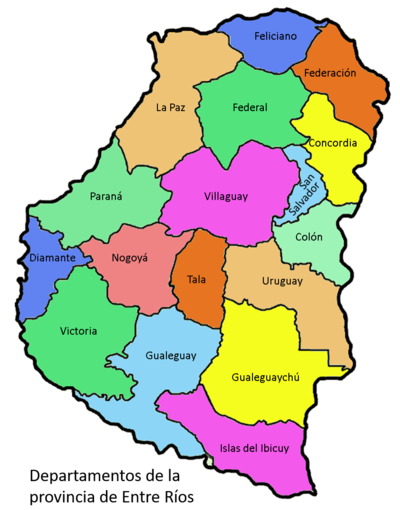 Feliciano
Federación
La Paz
Federal
Concordia
San
Salvador
Paraná
Villaguay
Colón
Diamante
Nogoyá
Tala
Uruguay
Victoria
Gualeguay
Gualeguaychú
Islas del Ibicuy
Departamentos de la
provincia de Entre Ríos